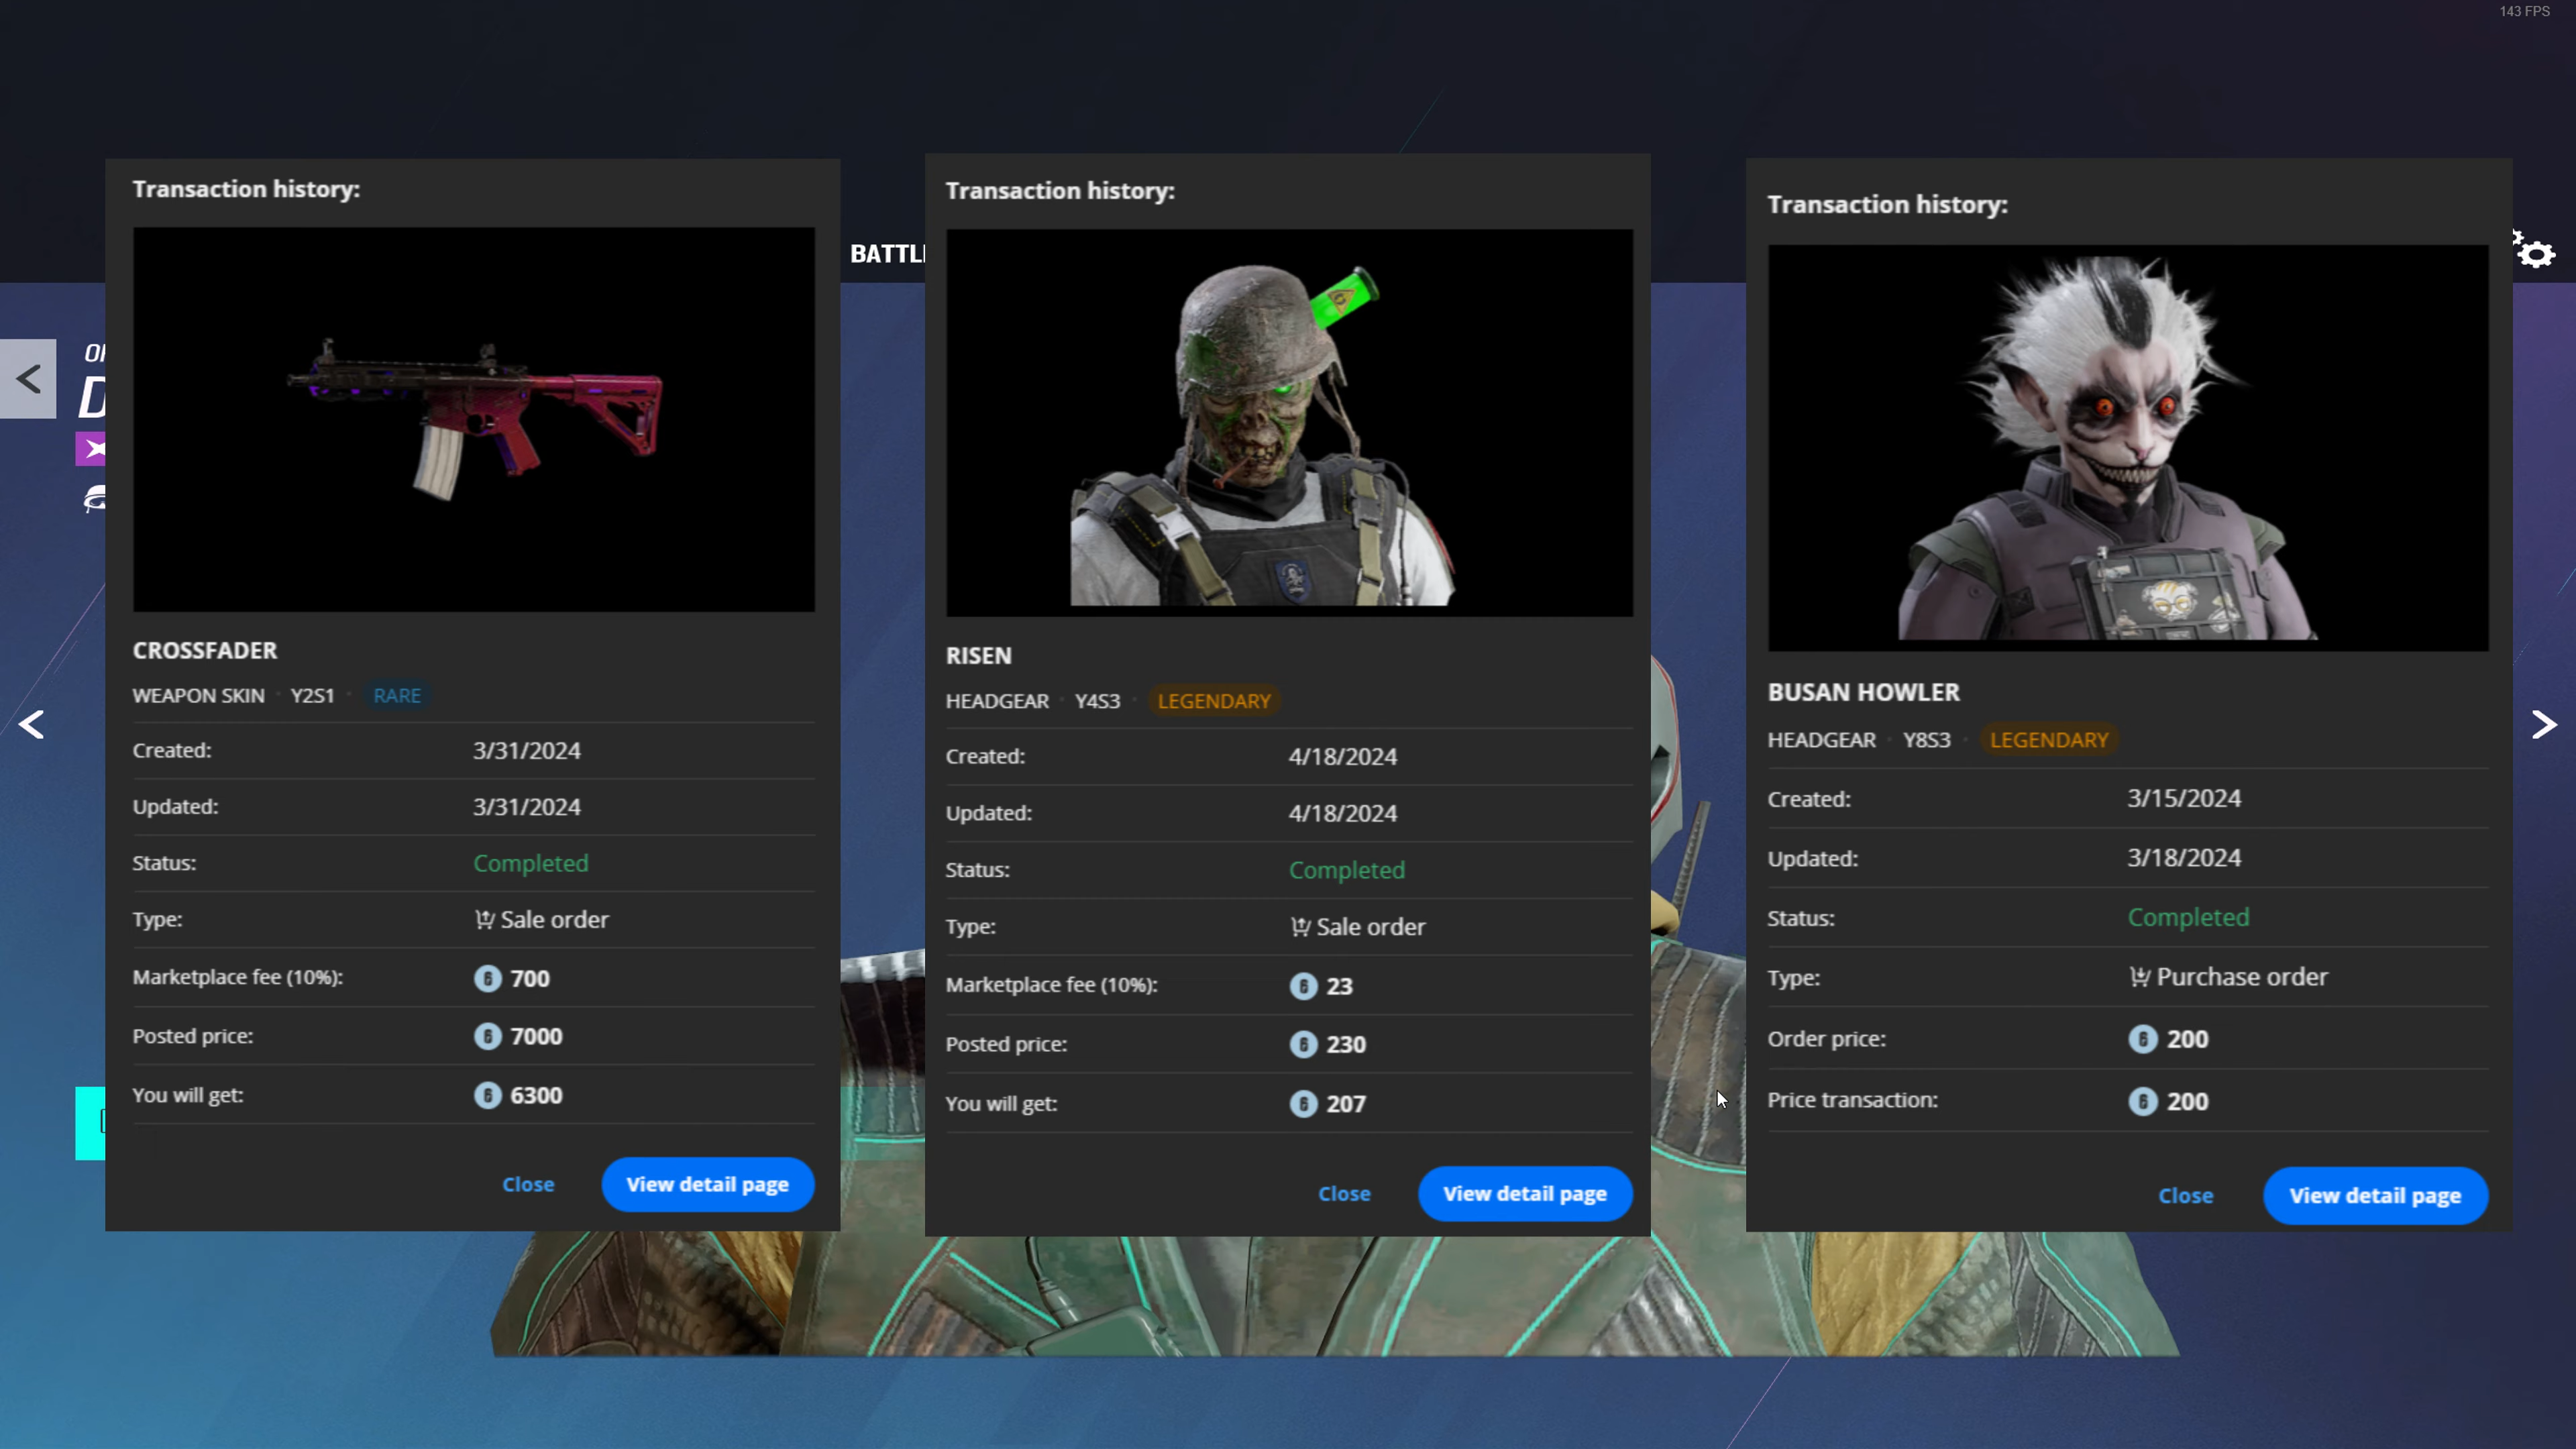 143 FPS
BATTL
Transaction history:
CROSSFADER
WEAPON SKIN · Y2S1 · RARE
Created: 3/31/2024
Updated: 3/31/2024
Status: Completed
Type: Sale order
Marketplace fee (10%): 700
Posted price: 7000
You will get: 6300
Close View detail page
Transaction history:
RISEN
HEADGEAR · Y4S3 · LEGENDARY
Created: 4/18/2024
Updated: 4/18/2024
Status: Completed
Type: Sale order
Marketplace fee (10%): 23
Posted price: 230
You will get: 207
Close View detail page
Transaction history:
BUSAN HOWLER
HEADGEAR · Y8S3 · LEGENDARY
Created: 3/15/2024
Updated: 3/18/2024
Status: Completed
Type: Purchase order
Order price: 200
Price transaction: 200
Close View detail page